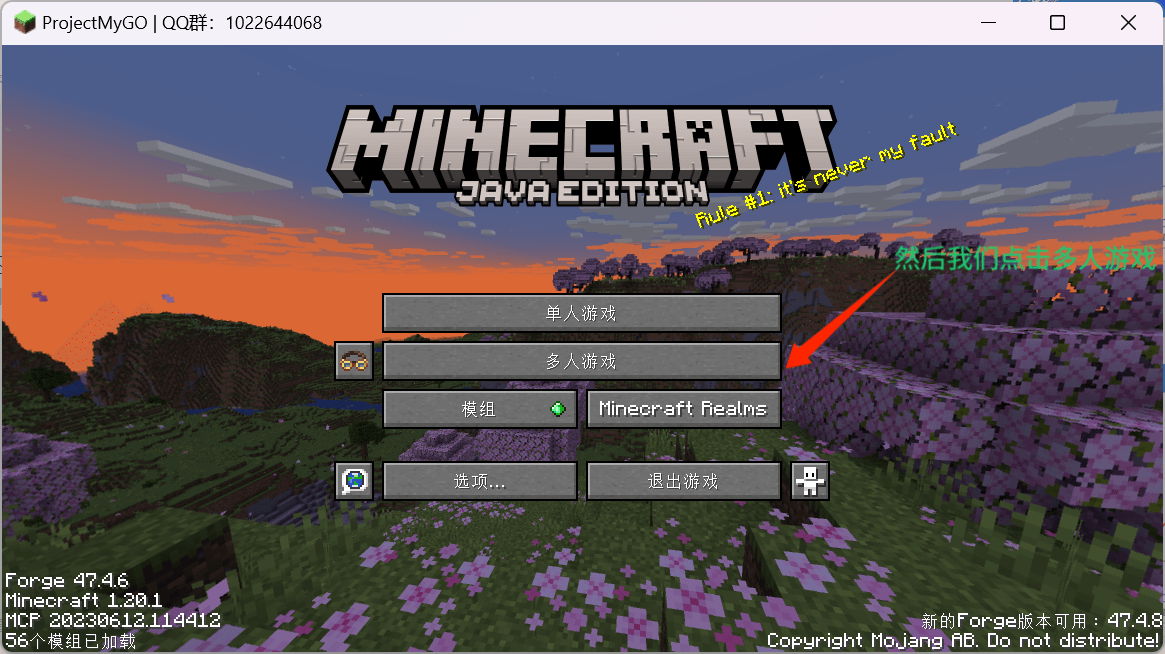 ProjectMyGO | QQ群：1022644068
MINECRAFT
JAVA EDITION
Rule #1: it's never my fault
然后我们点击多人游戏
单人游戏
多人游戏
模组
Minecraft Realms
选项...
退出游戏
Forge 47.4.6
Minecraft 1.20.1
MCP 20230612.114412
56个模组已加载
新的Forge版本可用：47.4.8
Copyright Mojang AB. Do not distribute!